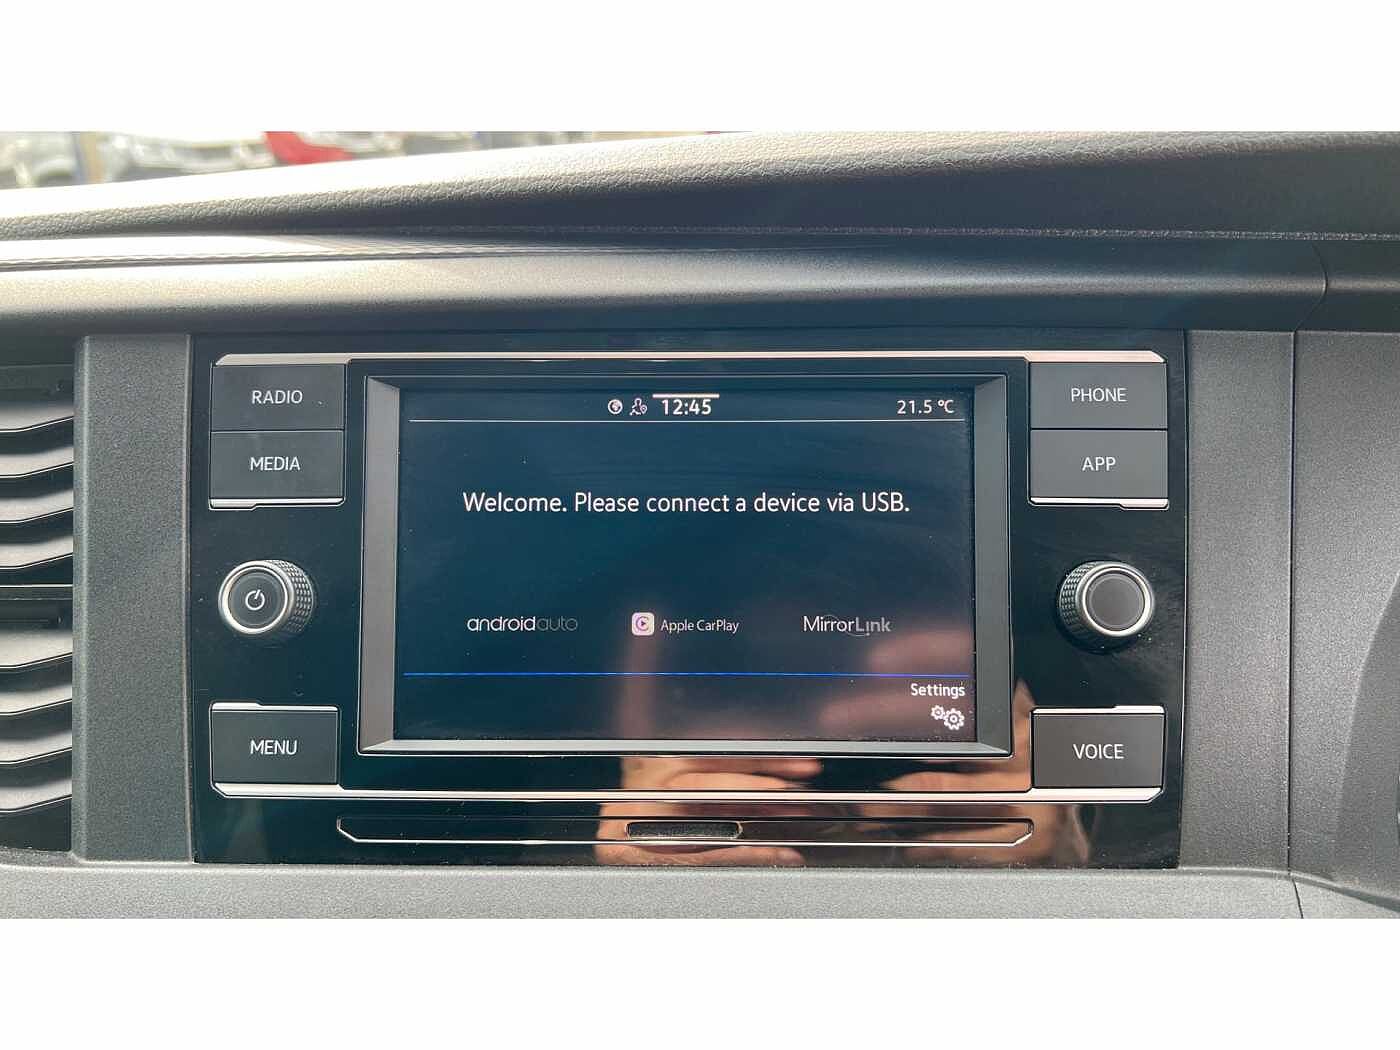 RADIO
MEDIA
MENU
12:45
21.5 °C
Welcome. Please connect a device via USB.
androidauto
Apple CarPlay
MirrorLink
Settings
PHONE
APP
VOICE